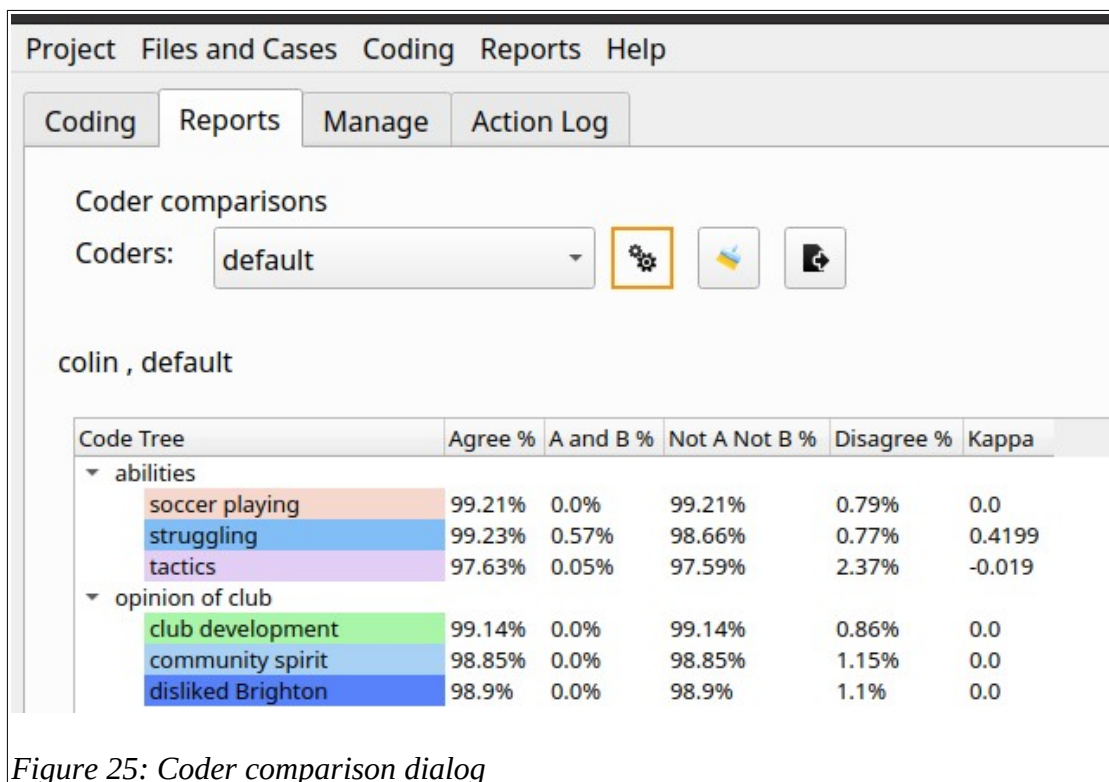 Project Files and Cases Coding Reports Help
Coding Reports Manage Action Log
Coder comparisons
Coders: default
colin , default
Code Tree Agree % A and B % Not A Not B % Disagree % Kappa
abilities
soccer playing 99.21% 0.0% 99.21% 0.79% 0.0
struggling 99.23% 0.57% 98.66% 0.77% 0.4199
tactics 97.63% 0.05% 97.59% 2.37% -0.019
opinion of club
club development 99.14% 0.0% 99.14% 0.86% 0.0
community spirit 98.85% 0.0% 98.85% 1.15% 0.0
disliked Brighton 98.9% 0.0% 98.9% 1.1% 0.0
Figure 25: Coder comparison dialog